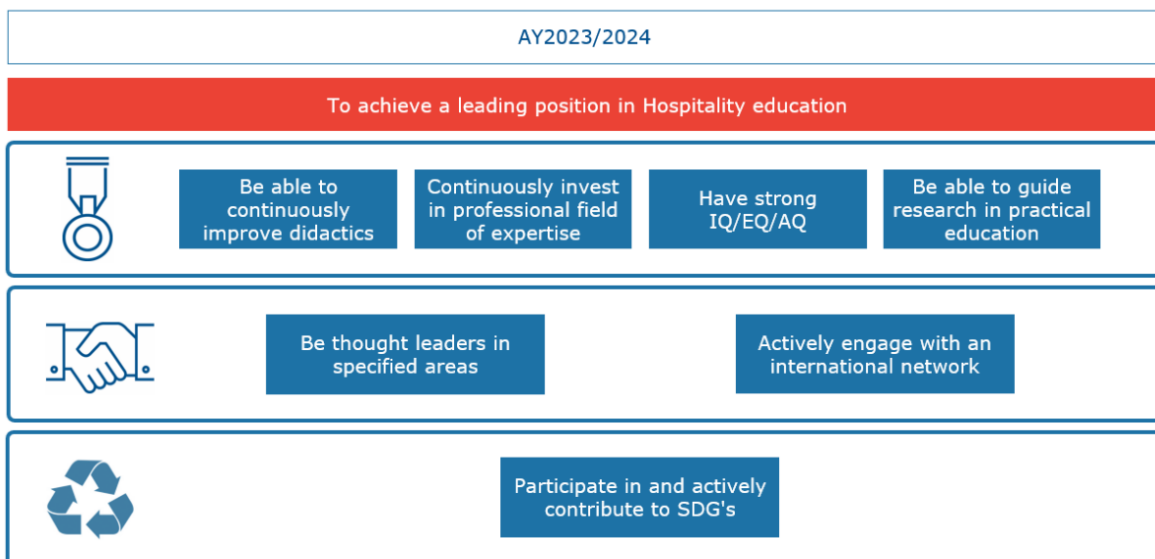 AY2023/2024
To achieve a leading position in Hospitality education
Be able to
continuously
improve didactics
Continuously invest
in professional field
of expertise
Have strong
IQ/EQ/AQ
Be able to guide
research in practical
education
Be thought leaders in
specified areas
Actively engage with an
international network
Participate in and actively
contribute to SDG's